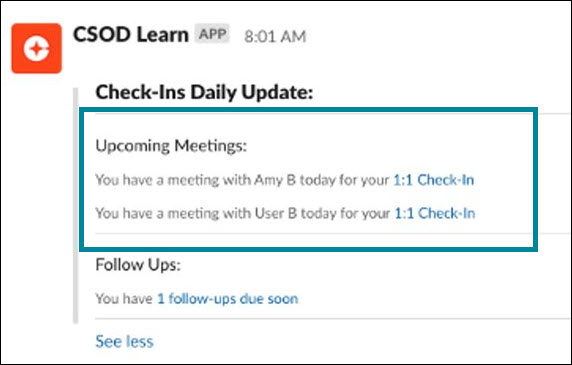 CSOD Learn APP 8:01 AM
Check-Ins Daily Update:
Upcoming Meetings:
You have a meeting with Amy B today for your 1:1 Check-In
You have a meeting with User B today for your 1:1 Check-In
Follow Ups:
You have 1 follow-ups due soon
See less